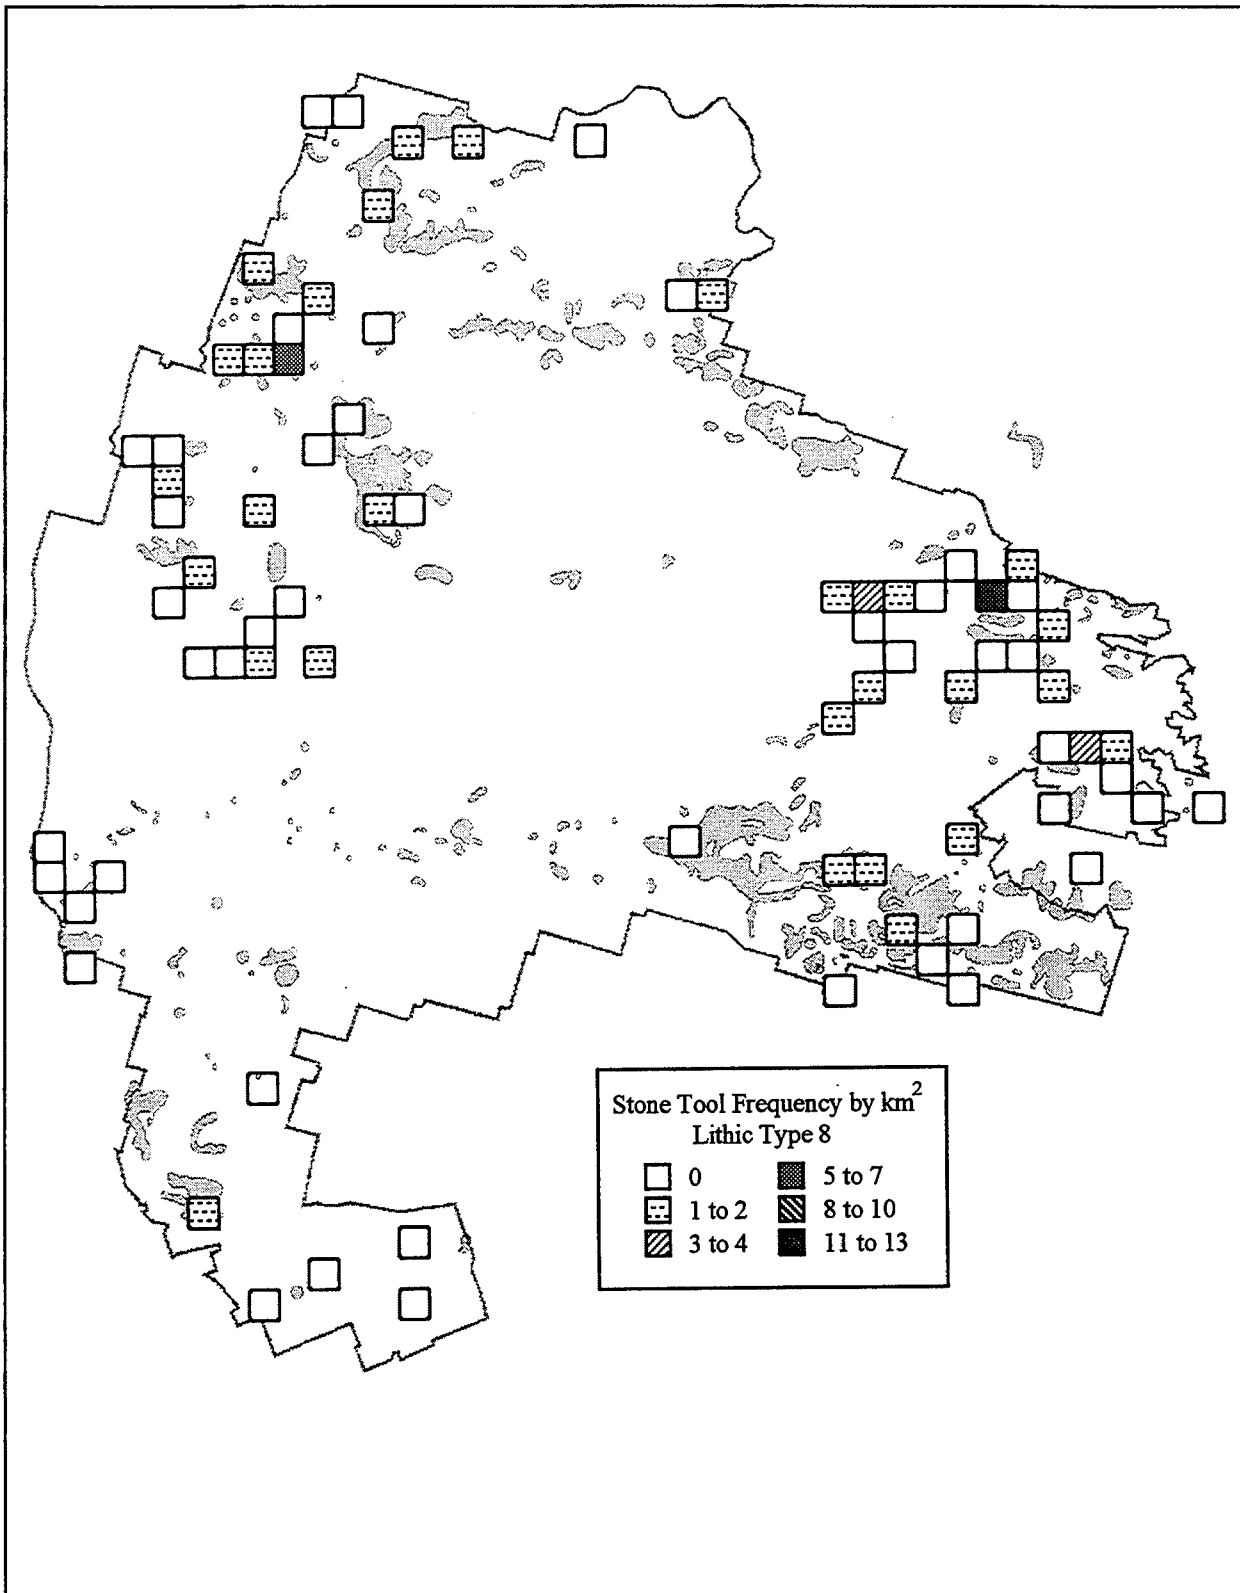 Stone Tool Frequency by km2
Lithic Type 8
0
5 to 7
1 to 2
8 to 10
3 to 4
11 to 13